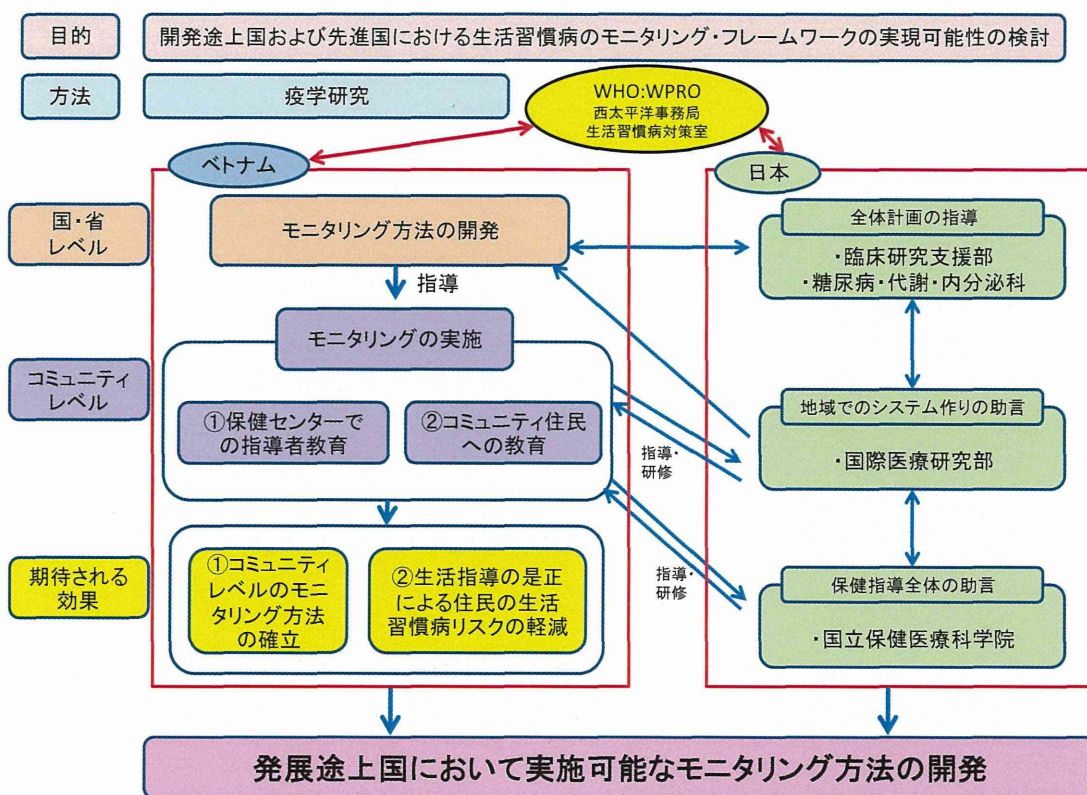 目的
開発途上国および先進国における生活習慣病のモニタリング・フレームワークの実現可能性の検討
方法
疫学研究
WHO:WPRO
西太平洋事務局
生活習慣病対策室
ベトナム
日本
国・省
レベル
モニタリング方法の開発
全体計画の指導
・臨床研究支援部
・糖尿病・代謝・内分泌科
指導
モニタリングの実施
コミュニティ
レベル
①保健センターで
の指導者教育
②コミュニティ住民
への教育
指導・
研修
地域でのシステム作りの助言
・国際医療研究部
期待される
効果
①コミュニティ
レベルのモニ
タリング方法
の確立
②生活指導の是正
による住民の生活
習慣病リスクの軽減
指導・
研修
保健指導全体の助言
・国立保健医療科学院
発展途上国において実施可能なモニタリング方法の開発